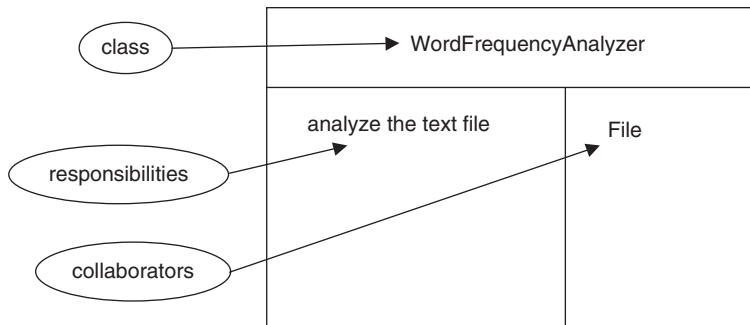 class
WordFrequencyAnalyzer
analyze the text file
File
responsibilities
collaborators